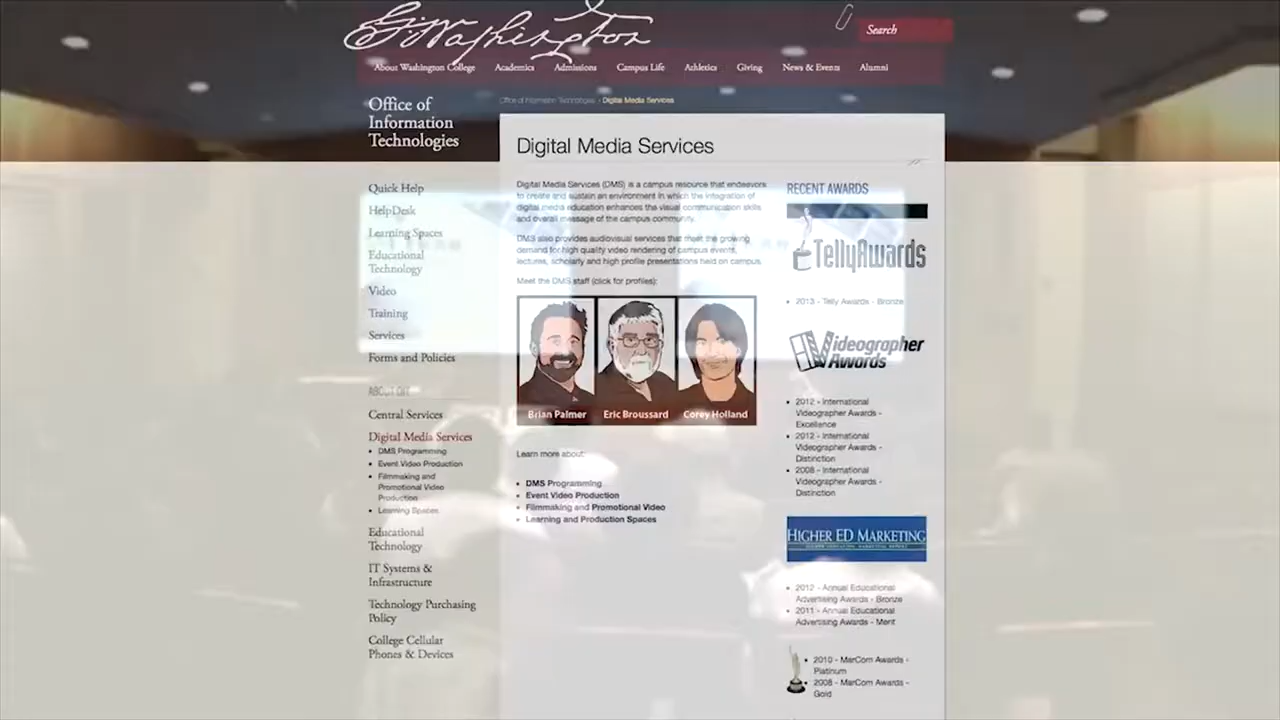 G. Washington
Search
About Washington College
Academics
Admissions
Campus Life
Athletics
Giving
News & Events
Alumni
Office of
Information
Technologies
Office of Information Technologies › Digital Media Services
Quick Help
HelpDesk
Learning Spaces
Educational
Technology
Video
Training
Services
Forms and Policies
ABOUT OIT
Central Services
Digital Media Services
DMS Programming
Event Video Production
Filmmaking and
Promotional Video
Production
Learning Spaces
Educational
Technology
IT Systems &
Infrastructure
Technology Purchasing
Policy
College Cellular
Phones & Devices
Digital Media Services
Digital Media Services (DMS) is a campus resource that endeavors
to create and sustain an environment in which the integration of
digital media education enhances the visual communication skills
and overall message of the campus community.
DMS also provides audiovisual services that meet the growing
demand for high quality video rendering of campus events,
lectures, scholarly and high profile presentations held on campus.
Meet the DMS staff (click for profiles):
Brian Palmer
Eric Broussard
Corey Holland
Learn more about:
DMS Programming
Event Video Production
Filmmaking and Promotional Video
Learning and Production Spaces
RECENT AWARDS
TellyAwards
2013 - Telly Awards - Bronze
Videographer
Awards
2012 - International
Videographer Awards -
Excellence
2012 - International
Videographer Awards -
Distinction
2008 - International
Videographer Awards -
Distinction
HIGHER ED MARKETING
2012 - Annual Educational
Advertising Awards - Bronze
2011 - Annual Educational
Advertising Awards - Merit
2010 - MarCom Awards -
Platinum
2008 - MarCom Awards -
Gold